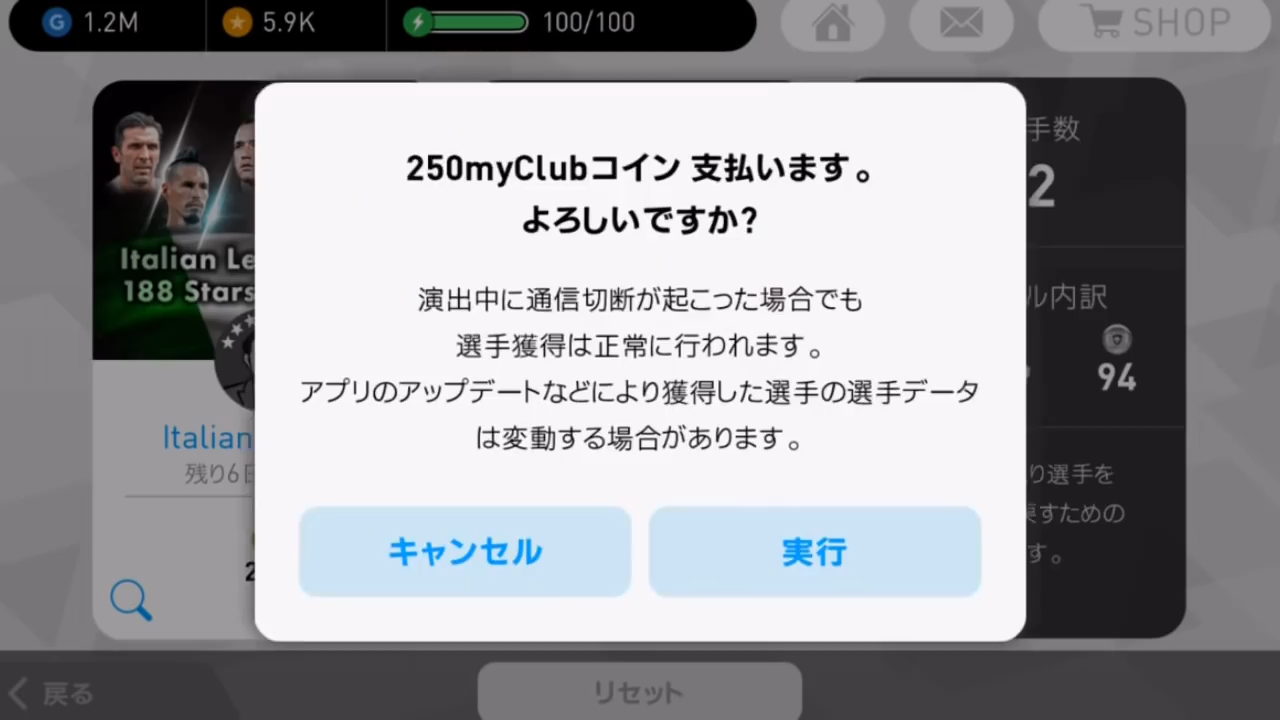 1.2M
5.9K
100/100
SHOP
Italian
188 Stars
250myClubコイン 支払います。
よろしいですか?
演出中に通信切断が起こった場合でも
選手獲得は正常に行われます。
アプリのアップデートなどにより獲得した選手の選手データ
は変動する場合があります。
キャンセル
実行
Italian
残り6日
手数
2
ル内訳
94
り選手を
戻すための
す。
戻る
リセット